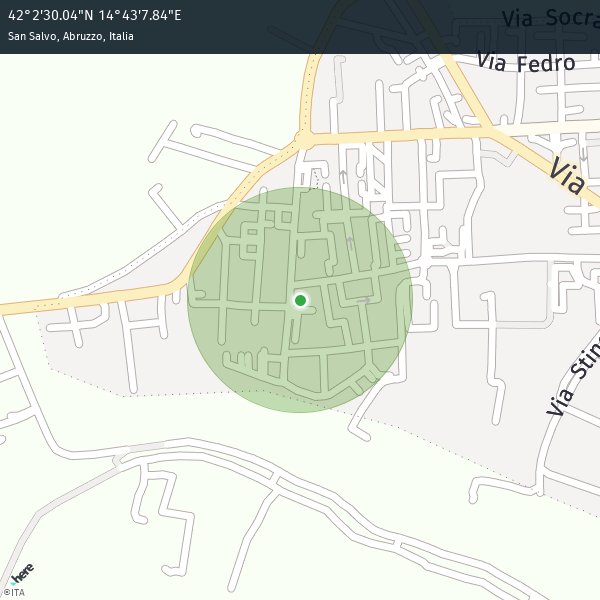 42°2'30.04"N 14°43'7.84"E
San Salvo, Abruzzo, Italia
Via Socra
Via Fedro
Via
Via Stin
here
©ITA